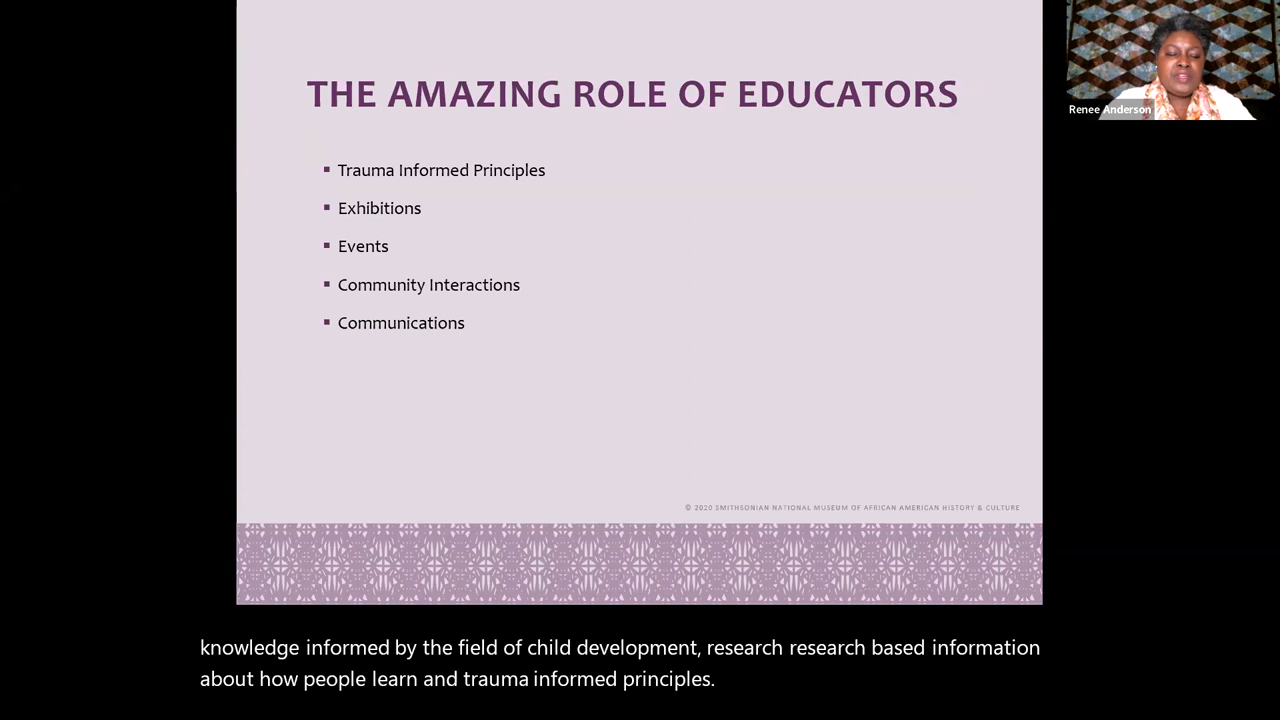 THE AMAZING ROLE OF EDUCATORS
Renee Anderson
▪ Trauma Informed Principles
▪ Exhibitions
▪ Events
▪ Community Interactions
▪ Communications
© 2020 SMITHSONIAN NATIONAL MUSEUM OF AFRICAN AMERICAN HISTORY & CULTURE
knowledge informed by the field of child development, research research based information
about how people learn and trauma informed principles.